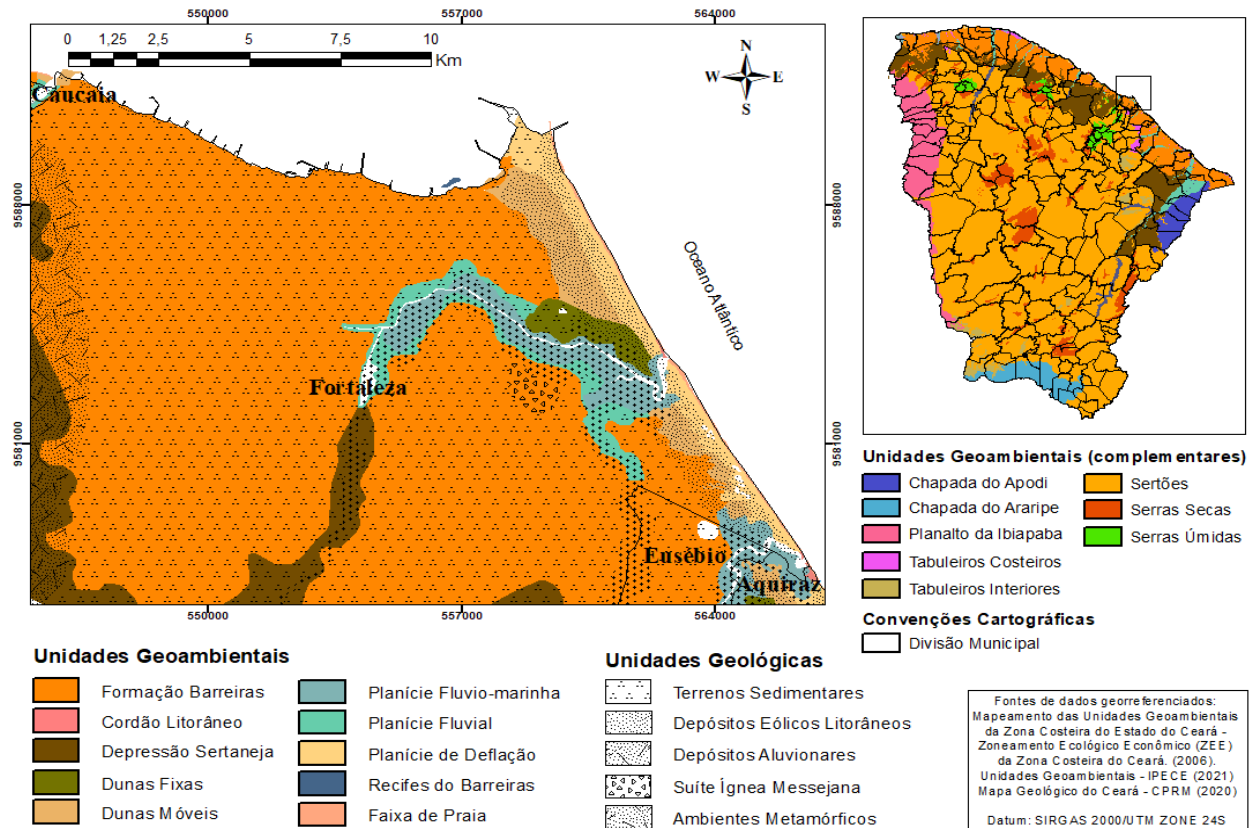 550000
557000
564000
0 1,25 2,5 5 7,5 10
Km
N
W E
S
Caucaia
9588000
9588000
Oceano Atlântico
Fortaleza
9581000
9581000
Eusébio
Aquiraz
550000
557000
564000
Unidades Geoambientais (complementares)
Chapada do Apodi
Chapada do Araripe
Planalto da Ibiapaba
Tabuleiros Costeiros
Tabuleiros Interiores
Sertões
Serras Secas
Serras Úmidas
Convenções Cartográficas
Divisão Municipal
Unidades Geoambientais
Formação Barreiras
Cordão Litorâneo
Depressão Sertaneja
Dunas Fixas
Dunas Móveis
Planície Fluvio-marinha
Planície Fluvial
Planície de Deflação
Recifes do Barreiras
Faixa de Praia
Unidades Geológicas
Terrenos Sedimentares
Depósitos Eólicos Litorâneos
Depósitos Aluvionares
Suíte Ígnea Messejana
Ambientes Metamórficos
Fontes de dados georreferenciados:
Mapeamento das Unidades Geoambientais
da Zona Costeira do Estado do Ceará -
Zoneamento Ecológico Econômico (ZEE)
da Zona Costeira do Ceará. (2006).
Unidades Geoambientais - IPECE (2021)
Mapa Geológico do Ceará - CPRM (2020)
Datum: SIRGAS 2000/UTM ZONE 24S